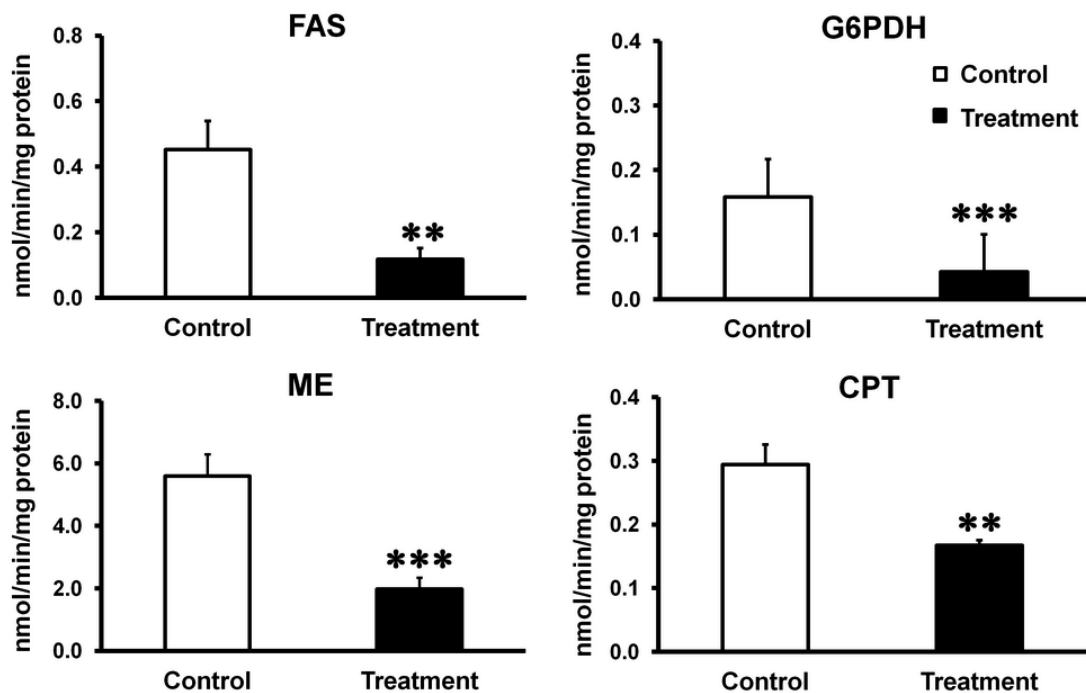 FAS
nmol/min/mg protein
0.8
0.6
0.4
0.2
0.0
**
Control Treatment
G6PDH
nmol/min/mg protein
0.4
0.3
0.2
0.1
0.0
Control
Treatment
***
Control Treatment
ME
nmol/min/mg protein
8.0
6.0
4.0
2.0
0.0
***
Control Treatment
CPT
nmol/min/mg protein
0.4
0.3
0.2
0.1
0.0
**
Control Treatment